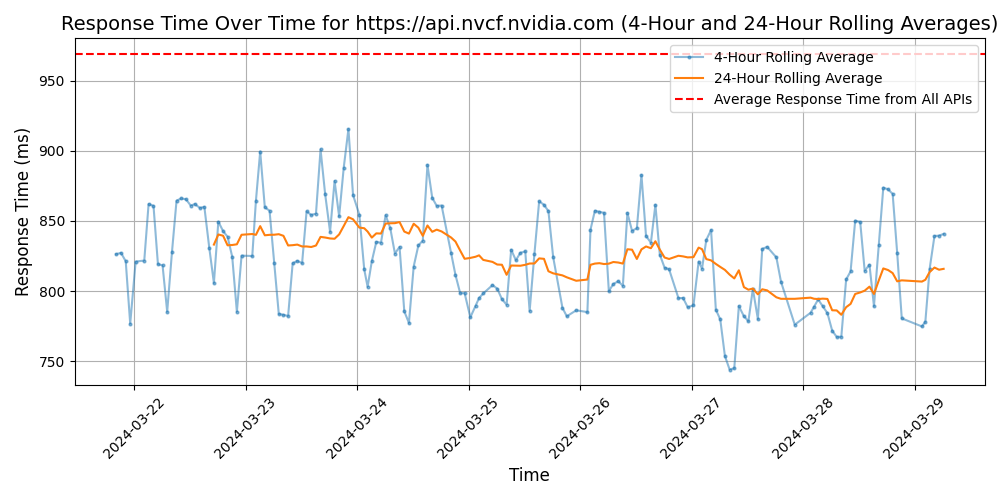 Response Time Over Time for https://api.nvcf.nvidia.com (4-Hour and 24-Hour Rolling Averages)
4-Hour Rolling Average
24-Hour Rolling Average
Average Response Time from All APIs
Response Time (ms)
950
900
850
800
750
2024-03-22
2024-03-23
2024-03-24
2024-03-25
2024-03-26
2024-03-27
2024-03-28
2024-03-29
Time